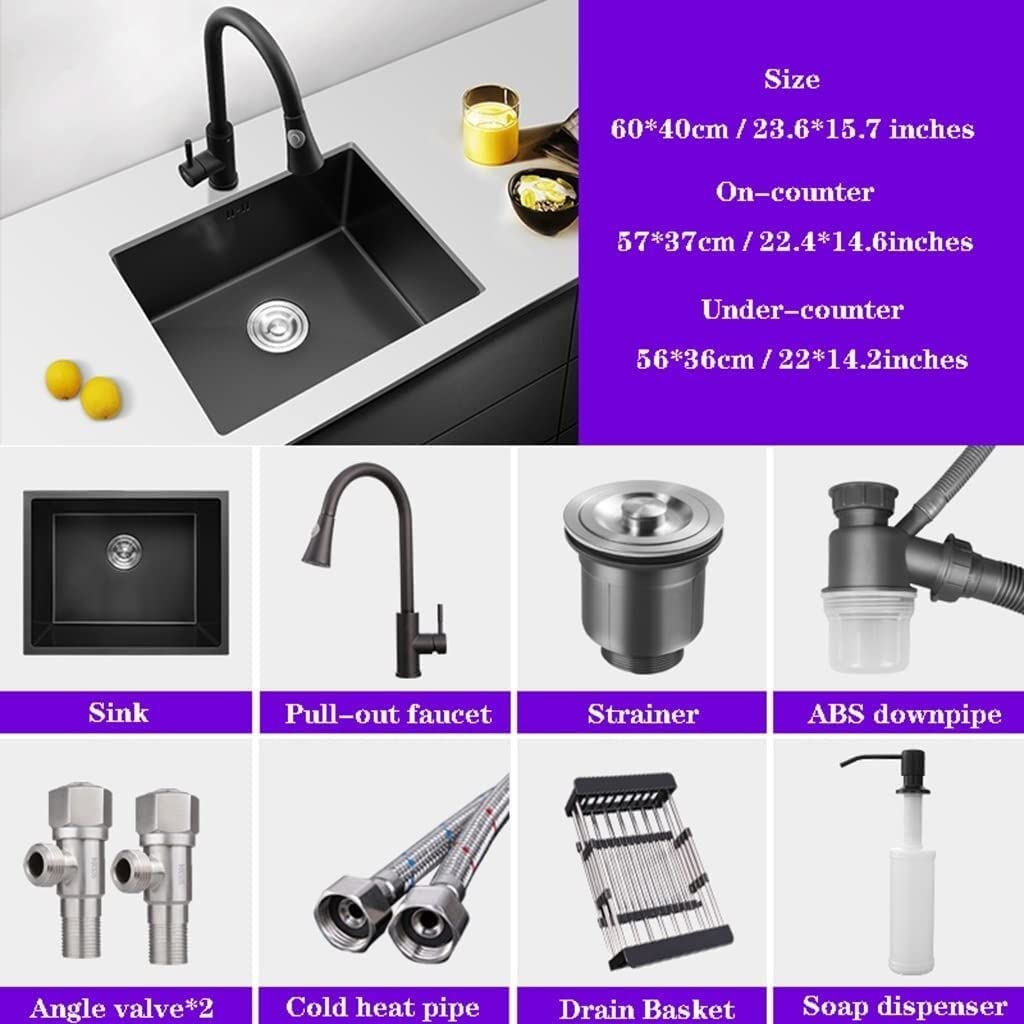 Size
60*40cm / 23.6*15.7 inches
On-counter
57*37cm / 22.4*14.6inches
Under-counter
56*36cm / 22*14.2inches
Sink
Pull-out faucet
Strainer
ABS downpipe
Angle valve*2
Cold heat pipe
Drain Basket
Soap dispenser